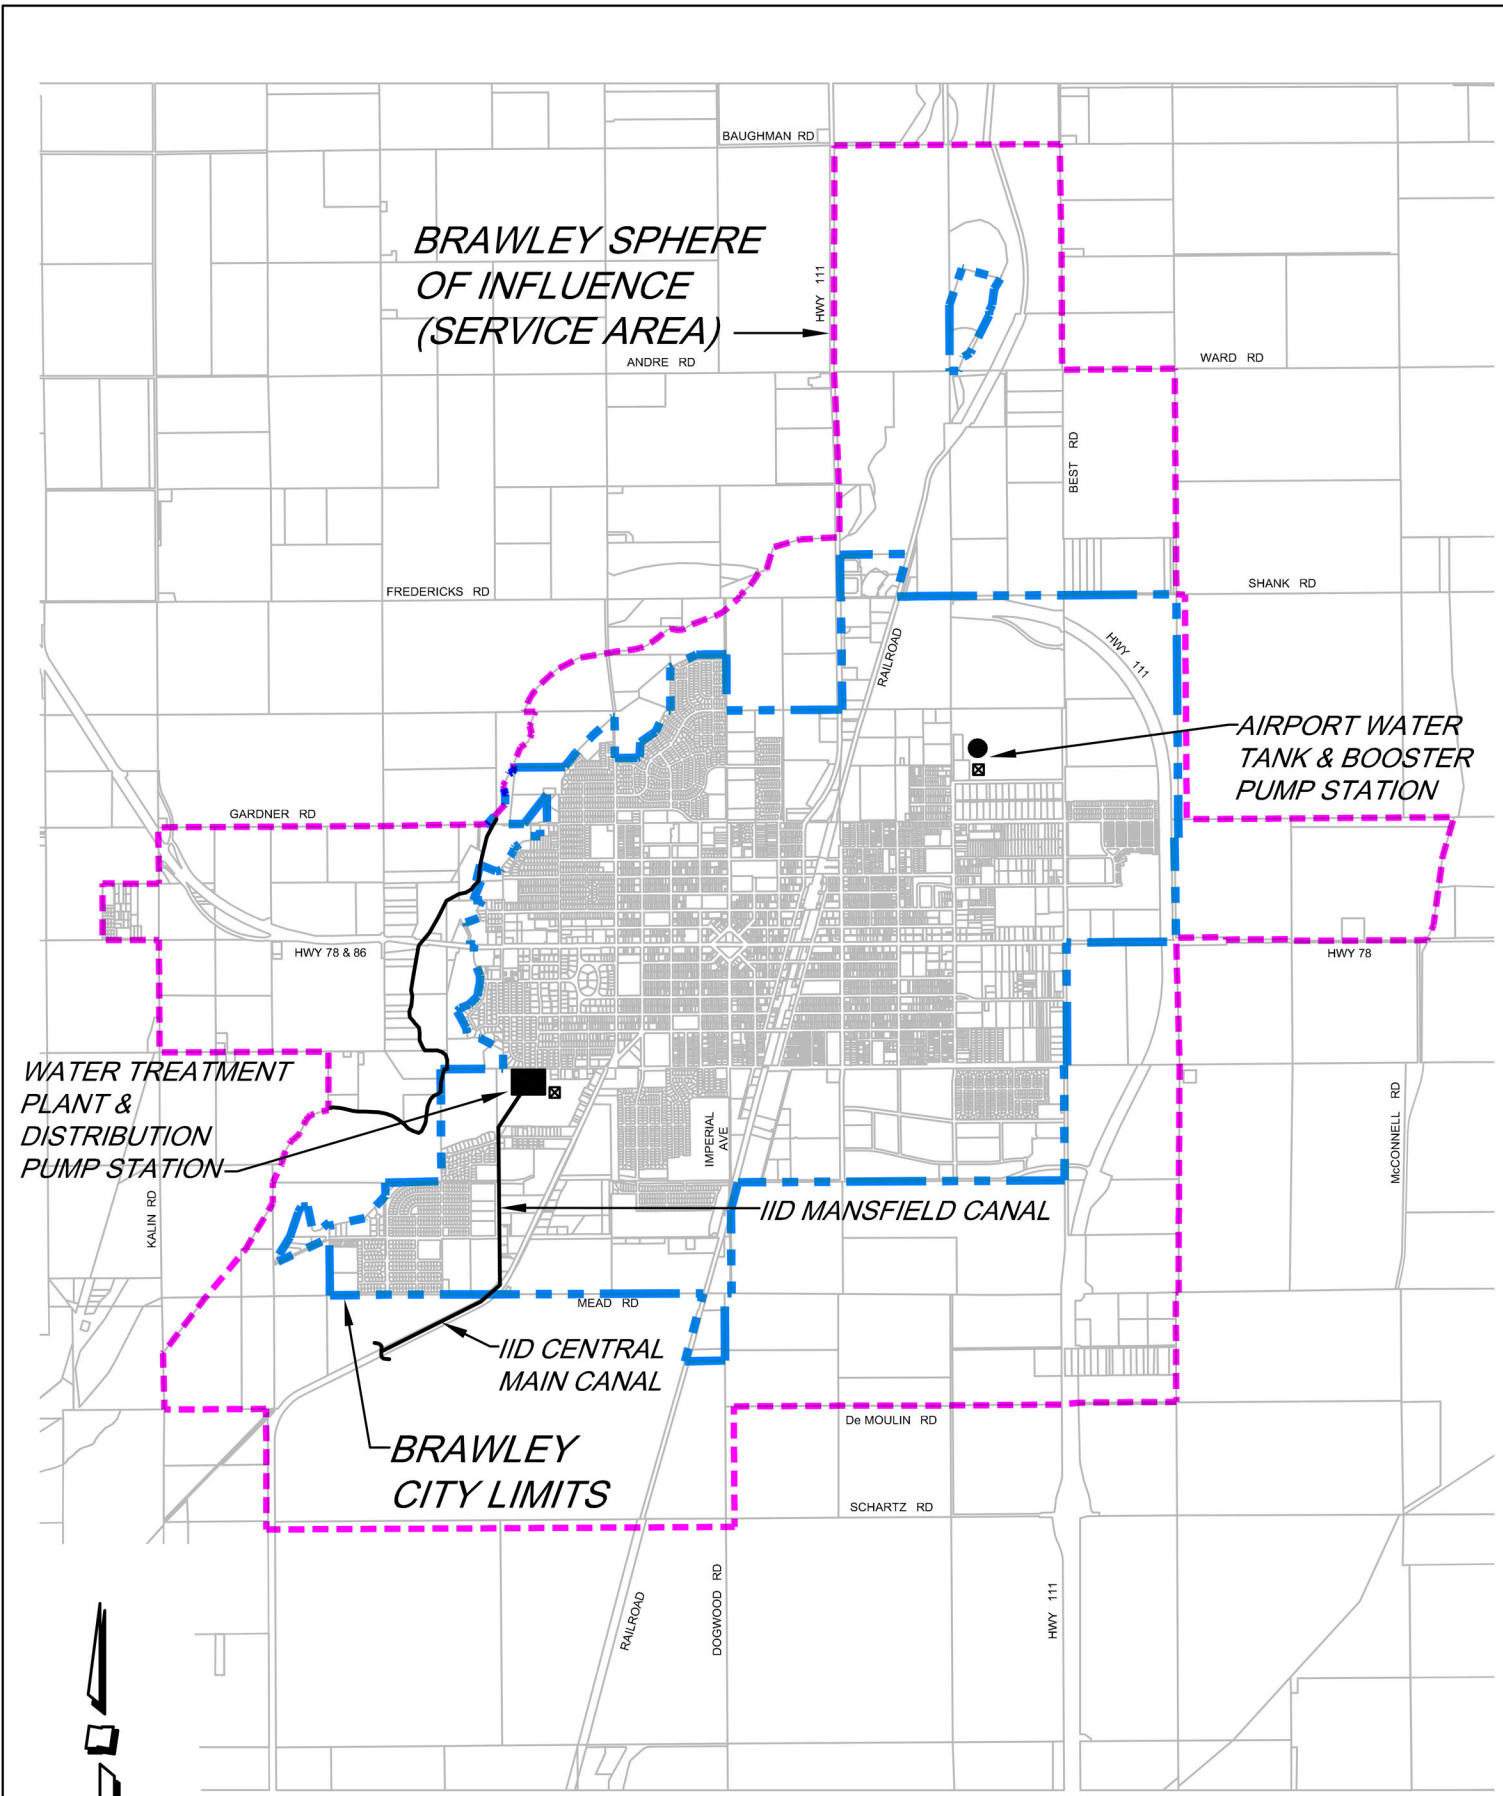 BAUGHMAN RD
BRAWLEY SPHERE
OF INFLUENCE
(SERVICE AREA)
HWY 111
ANDRE RD
WARD RD
BEST RD
FREDERICKS RD
SHANK RD
RAILROAD
HWY 111
AIRPORT WATER
TANK & BOOSTER
PUMP STATION
GARDNER RD
HWY 78 & 86
HWY 78
WATER TREATMENT
PLANT &
DISTRIBUTION
PUMP STATION
IMPERIAL
AVE
McCONNELL RD
KALIN RD
IID MANSFIELD CANAL
MEAD RD
IID CENTRAL
MAIN CANAL
De MOULIN RD
BRAWLEY
CITY LIMITS
SCHARTZ RD
RAILROAD
DOGWOOD RD
HWY 111